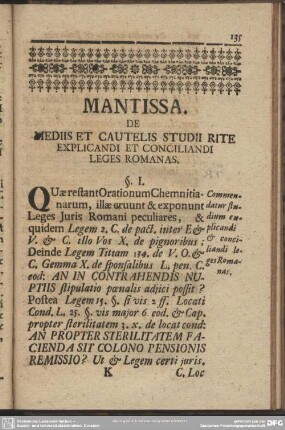 135
MANTISSA.
DE
MEDIIS ET CAUTELIS STUDII RITE
EXPLICANDI ET CONCILIANDI
LEGES ROMANAS.
§. I.
QUæ restant Orationum Chemnitia-
narum, illæ eruunt & exponunt
Leges Juris Romani peculiares, &
quidem Legem 2. C. de pact. inter E &
V. & C. illo Vos X. de pignoribus;
Deinde Legem Titiam 134. de V. O. &
C. Gemma X. de sponsalibus L. pen. C.
eod: AN IN CONTRAHENDIS NU-
PTIIS stipulatio pœnalis adjici possit?
Postea Legem 15. §. si vis. 2 ff. Locati
Cond. L. 25. §. vis major 6. eod. & Cap.
propter sterilitatem 3. x. de locat cond:
AN PROPTER STERILITATEM FA-
CIENDA SIT COLONO PENSIONIS
REMISSIO? Ut & Legem certi juris.
Commen-
datur stu-
dium ex-
plicandi
& conci-
liandi le-
ges Roma-
nas.
K
C. Loc